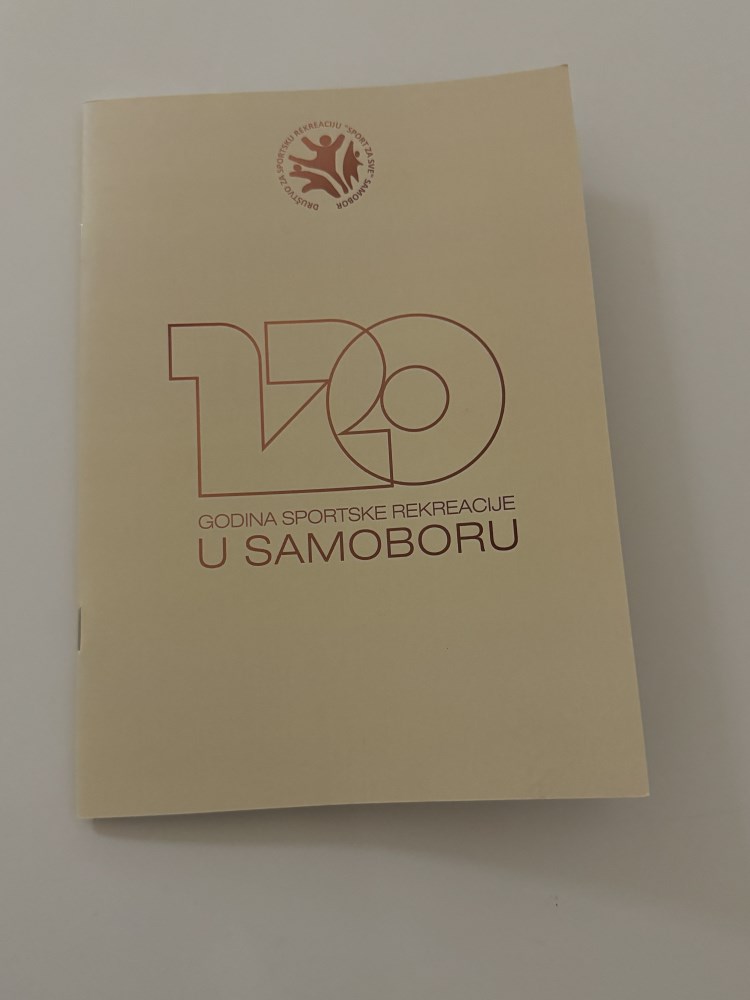 DRUŠTVO ZA SPORTSKU REKREACIJU "SPORT ZA SVE" SAMOBOR
120
GODINA SPORTSKE REKREACIJE
U SAMOBORU